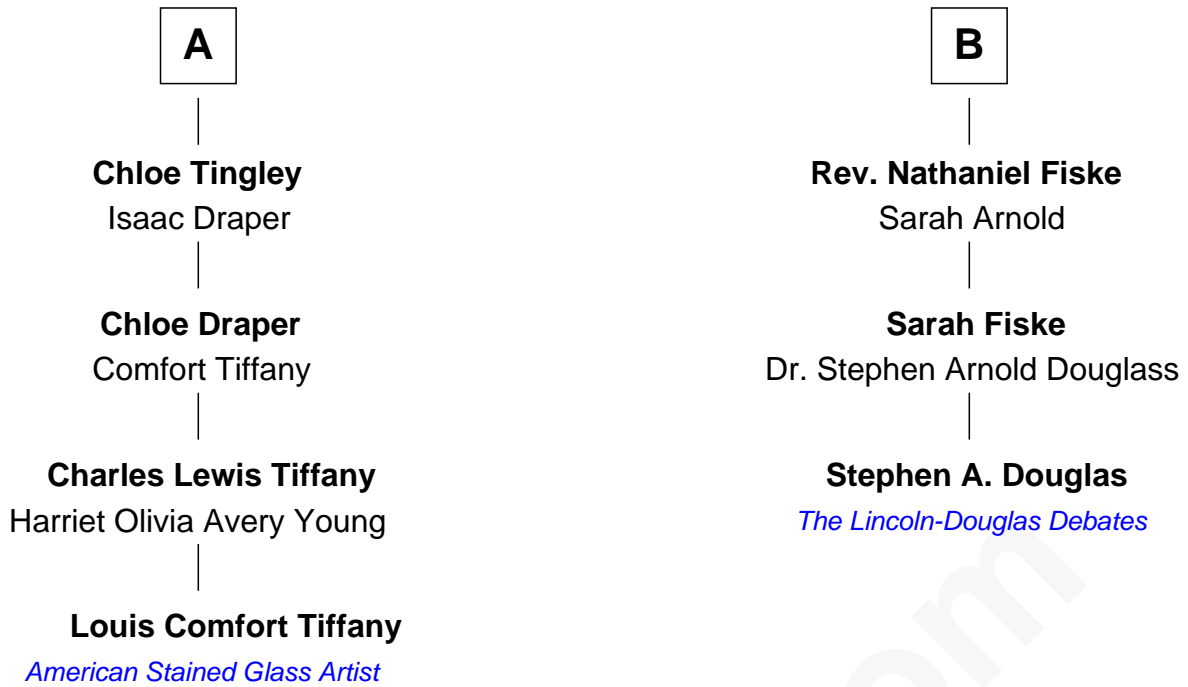 A
Chloe Tingley
Isaac Draper
Chloe Draper
Comfort Tiffany
Charles Lewis Tiffany
Harriet Olivia Avery Young
Louis Comfort Tiffany
American Stained Glass Artist
B
Rev. Nathaniel Fiske
Sarah Arnold
Sarah Fiske
Dr. Stephen Arnold Douglass
Stephen A. Douglas
The Lincoln-Douglas Debates
om